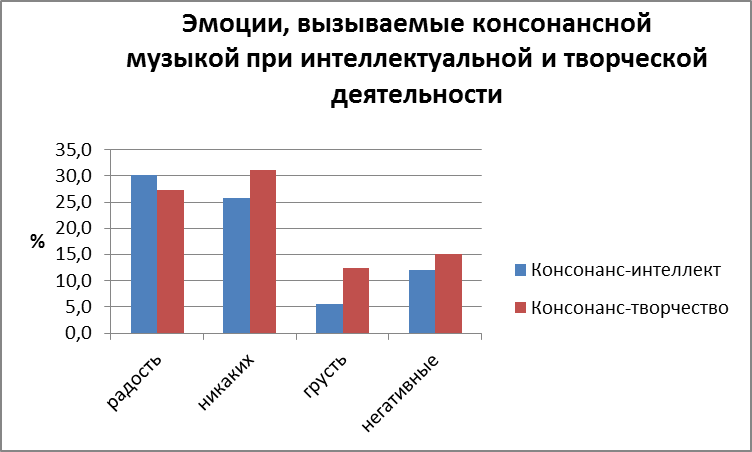 Эмоции, вызываемые консонансной
музыкой при интеллектуальной и творческой
деятельности
35,0
30,0
25,0
20,0
15,0
10,0
5,0
0,0
%
радость
никаких
грусть
негативные
Консонанс-интеллект
Консонанс-творчество